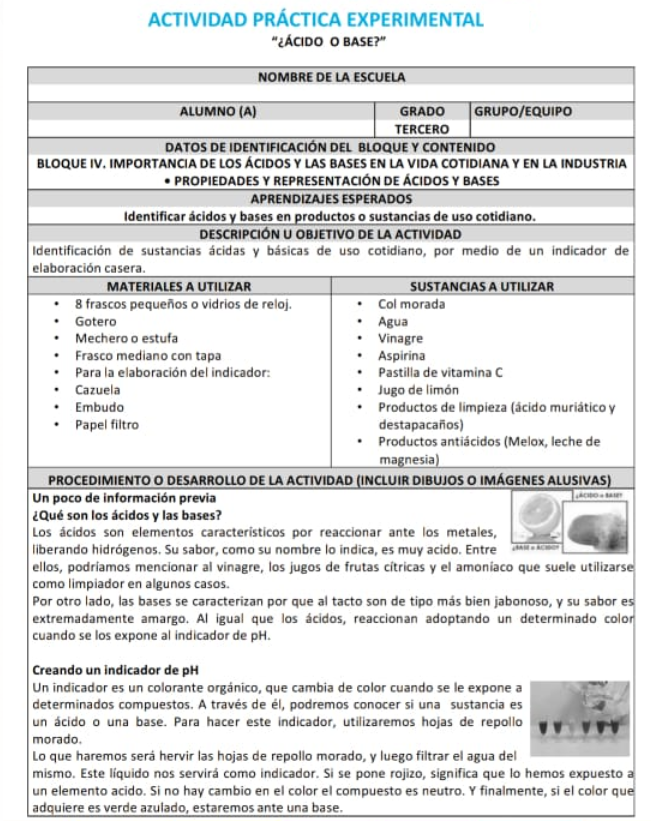 ACTIVIDAD PRÁCTICA EXPERIMENTAL
"¿ÁCIDO O BASE?"
NOMBRE DE LA ESCUELA
ALUMNO (A) GRADO GRUPO/EQUIPO
TERCERO
DATOS DE IDENTIFICACIÓN DEL BLOQUE Y CONTENIDO
BLOQUE IV. IMPORTANCIA DE LOS ÁCIDOS Y LAS BASES EN LA VIDA COTIDIANA Y EN LA INDUSTRIA
• PROPIEDADES Y REPRESENTACIÓN DE ÁCIDOS Y BASES
APRENDIZAJES ESPERADOS
Identificar ácidos y bases en productos o sustancias de uso cotidiano.
DESCRIPCIÓN U OBJETIVO DE LA ACTIVIDAD
Identificación de sustancias ácidas y básicas de uso cotidiano, por medio de un indicador de
elaboración casera.
MATERIALES A UTILIZAR
• 8 frascos pequeños o vidrios de reloj.
• Gotero
• Mechero o estufa
• Frasco mediano con tapa
• Para la elaboración del indicador:
• Cazuela
• Embudo
• Papel filtro
SUSTANCIAS A UTILIZAR
• Col morada
• Agua
• Vinagre
• Aspirina
• Pastilla de vitamina C
• Jugo de limón
• Productos de limpieza (ácido muriático y
destapacaños)
• Productos antiácidos (Melox, leche de
magnesia)
PROCEDIMIENTO O DESARROLLO DE LA ACTIVIDAD (INCLUIR DIBUJOS O IMÁGENES ALUSIVAS)
Un poco de información previa
¿Qué son los ácidos y las bases?
¿ÁCIDO o BASE?
¿BASE o ÁCIDO?
Los ácidos son elementos característicos por reaccionar ante los metales,
liberando hidrógenos. Su sabor, como su nombre lo indica, es muy acido. Entre
ellos, podríamos mencionar al vinagre, los jugos de frutas cítricas y el amoníaco que suele utilizarse
como limpiador en algunos casos.
Por otro lado, las bases se caracterizan por que al tacto son de tipo más bien jabonoso, y su sabor es
extremadamente amargo. Al igual que los ácidos, reaccionan adoptando un determinado color
cuando se los expone al indicador de pH.
Creando un indicador de pH
Un indicador es un colorante orgánico, que cambia de color cuando se le expone a
determinados compuestos. A través de él, podremos conocer si una sustancia es
un ácido o una base. Para hacer este indicador, utilizaremos hojas de repollo
morado.
Lo que haremos será hervir las hojas de repollo morado, y luego filtrar el agua del
mismo. Este líquido nos servirá como indicador. Si se pone rojizo, significa que lo hemos expuesto a
un elemento acido. Si no hay cambio en el color el compuesto es neutro. Y finalmente, si el color que
adquiere es verde azulado, estaremos ante una base.